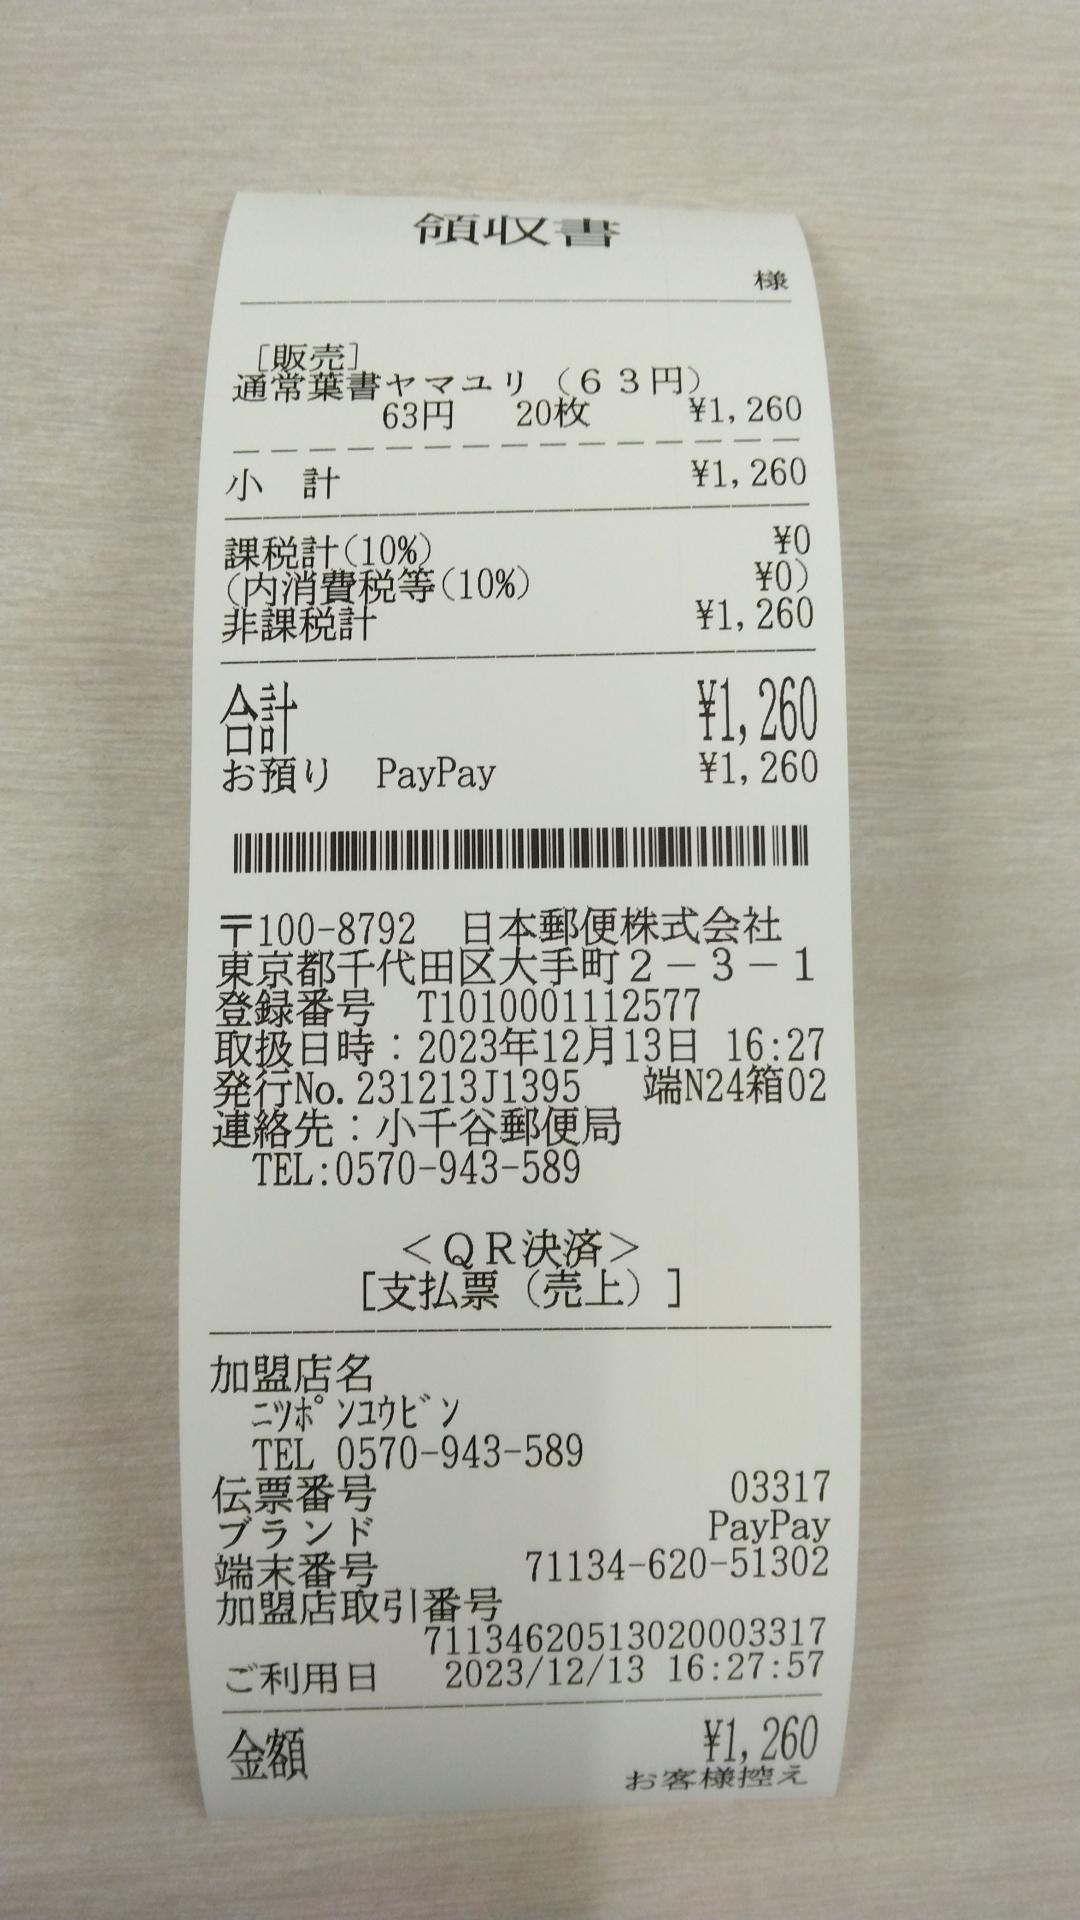 領収書
様
[販売]
通常葉書ヤマユリ（６３円）
63円 20枚 ¥1,260
小 計 ¥1,260
課税計(10%) ¥0
(内消費税等(10%) ¥0)
非課税計 ¥1,260
合計 ¥1,260
お預り PayPay ¥1,260
〒100-8792 日本郵便株式会社
東京都千代田区大手町２－３－１
登録番号 T1010001112577
取扱日時：2023年12月13日 16:27
発行No.231213J1395 端N24箱02
連絡先：小千谷郵便局
TEL:0570-943-589
＜ＱＲ決済＞
[支払票（売上）]
加盟店名
ﾆﾂﾎﾟﾝﾕｳﾋﾞﾝ
TEL 0570-943-589
伝票番号 03317
ブランド PayPay
端末番号 71134-620-51302
加盟店取引番号
71134620513020003317
ご利用日 2023/12/13 16:27:57
金額 ¥1,260
お客様控え